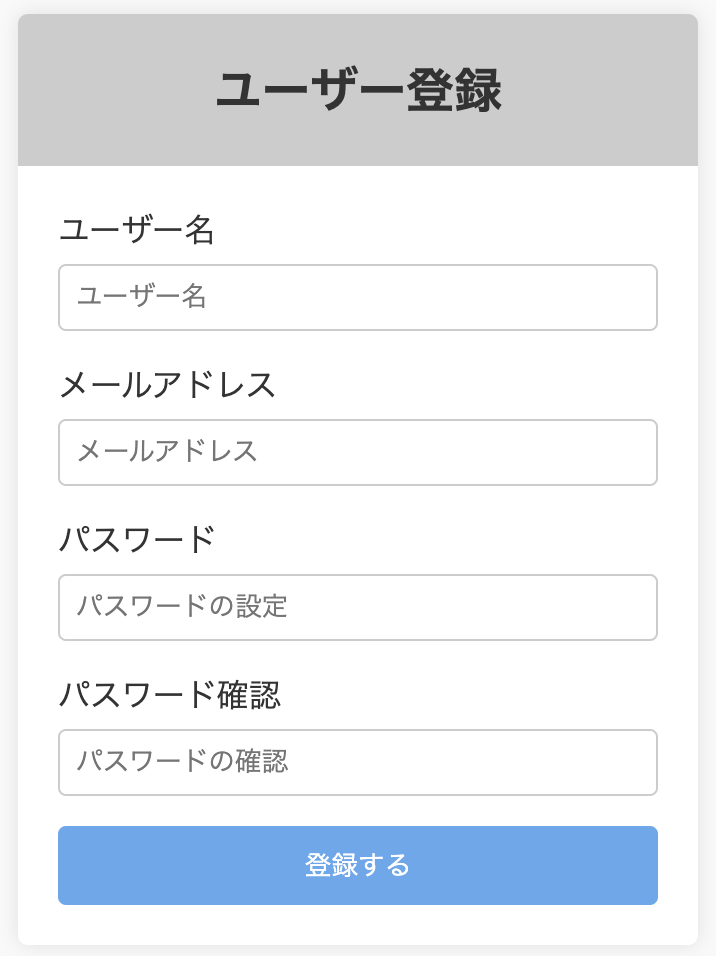 ユーザー登録
ユーザー名
ユーザー名
メールアドレス
メールアドレス
パスワード
パスワードの設定
パスワード確認
パスワードの確認
登録する